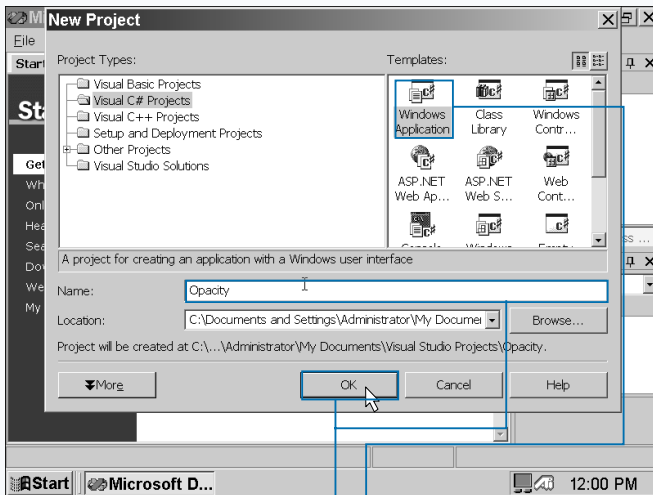 New Project
File
Project Types:
Templates:
Visual Basic Projects
Visual C# Projects
Visual C++ Projects
Setup and Deployment Projects
Other Projects
Visual Studio Solutions
Windows Application
Class Library
Windows Contr...
ASP.NET Web Ap...
ASP.NET Web S...
Web Cont...
A project for creating an application with a Windows user interface
Name:
Opacity
Location:
C:\Documents and Settings\Administrator\My Documei
Browse...
Project will be created at C:\...\Administrator\My Documents\Visual Studio Projects\Opacity.
More
OK
Cancel
Help
Start
Microsoft D...
12:00 PM